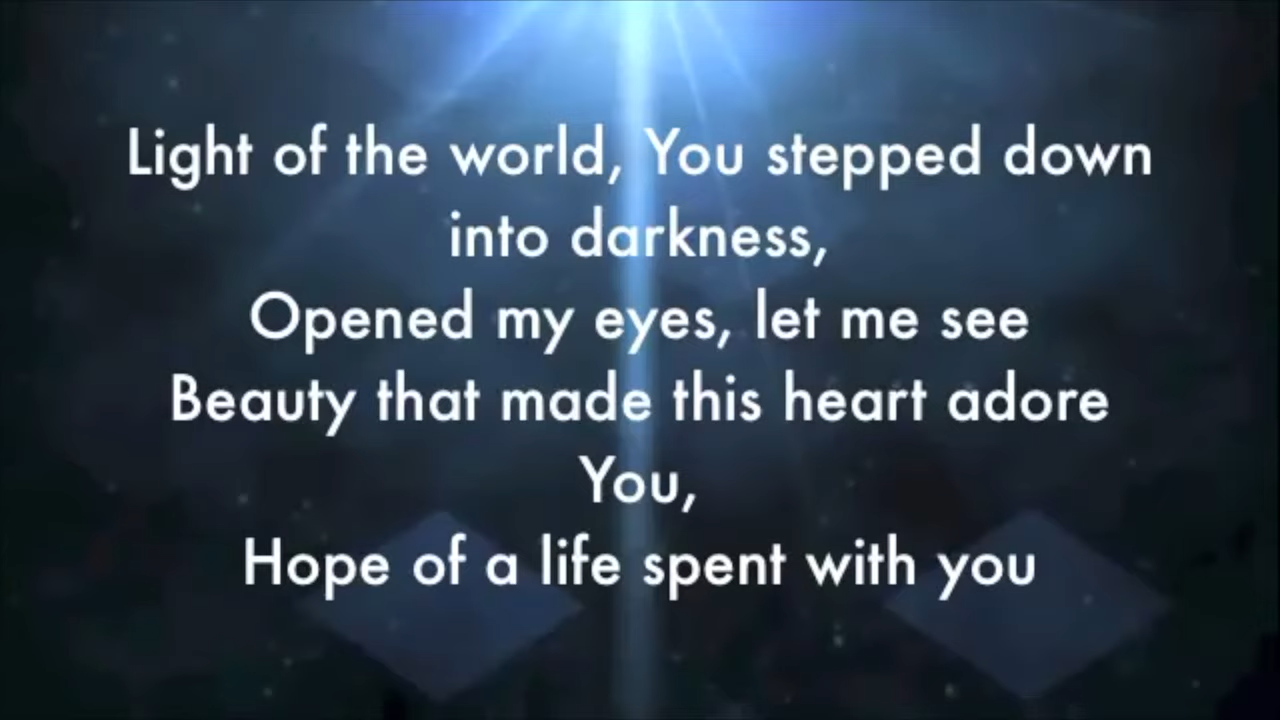 Light of the world, You stepped down
into darkness,
Opened my eyes, let me see
Beauty that made this heart adore
You,
Hope of a life spent with you